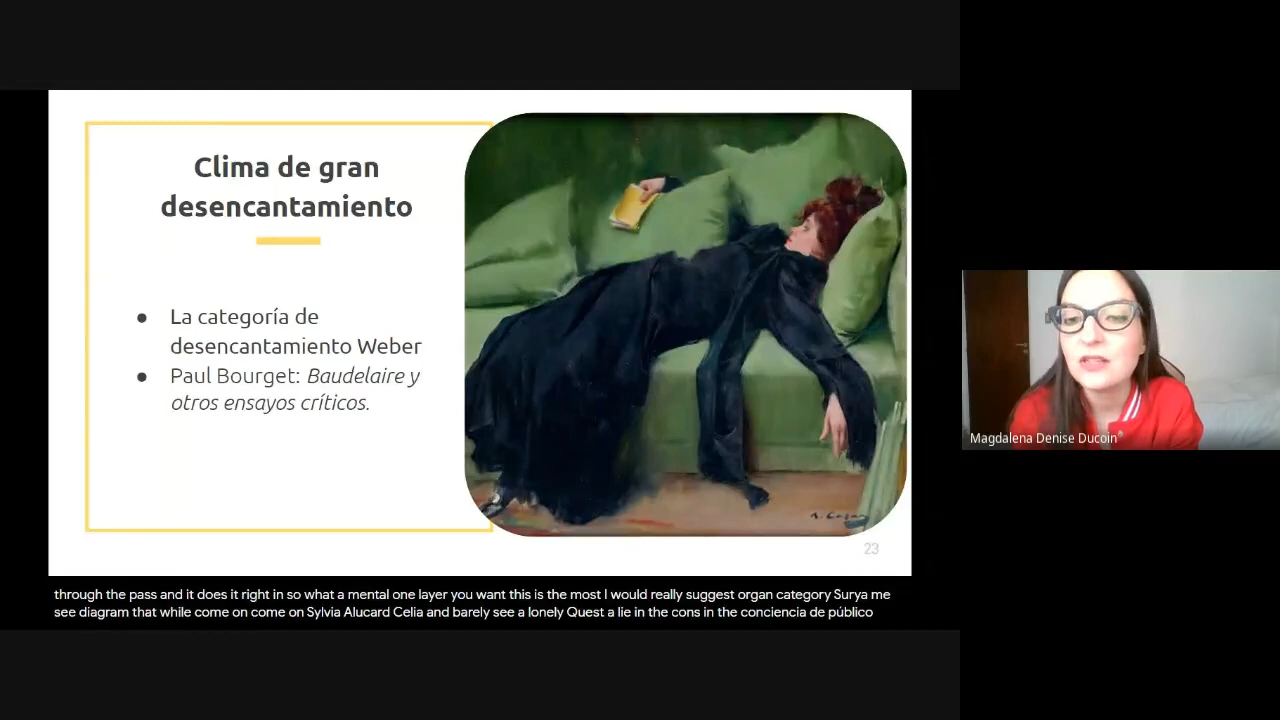 Clima de gran
desencantamiento
● La categoría de
desencantamiento Weber
● Paul Bourget: Baudelaire y
otros ensayos críticos.
R. Casas
23
Magdalena Denise Ducoin
through the pass and it does it right in so what a mental one layer you want this is the most I would really suggest organ category Surya me
see diagram that while come on come on Sylvia Alucard Celia and barely see a lonely Quest a lie in the cons in the conciencia de público